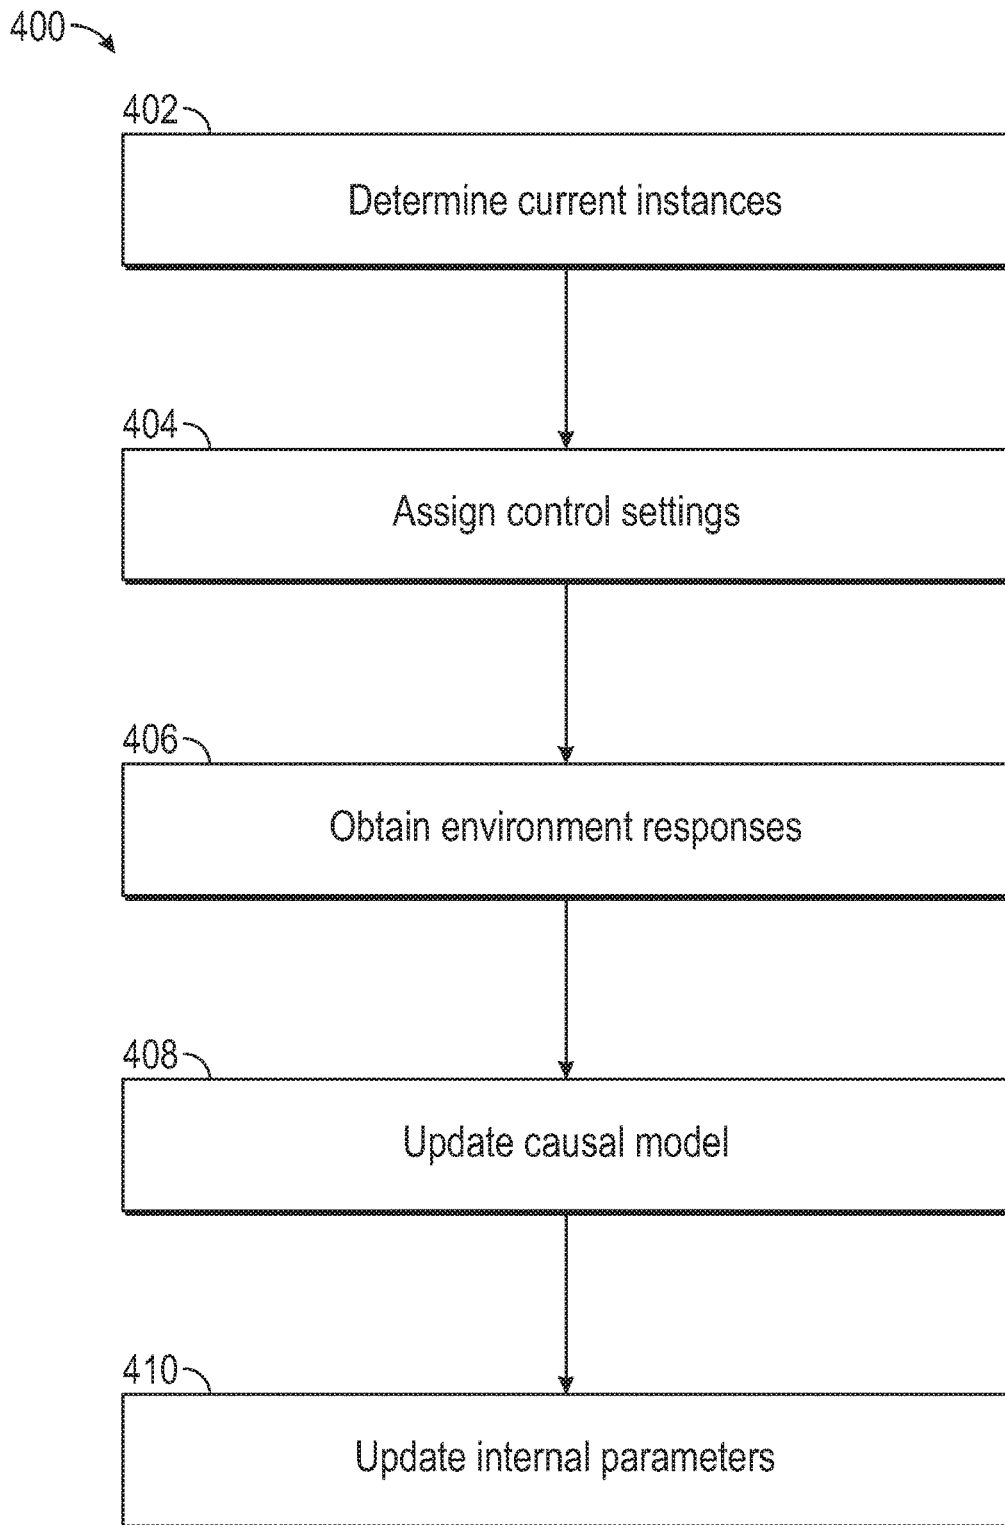 400
402
Determine current instances
404
Assign control settings
406
Obtain environment responses
408
Update causal model
410
Update internal parameters